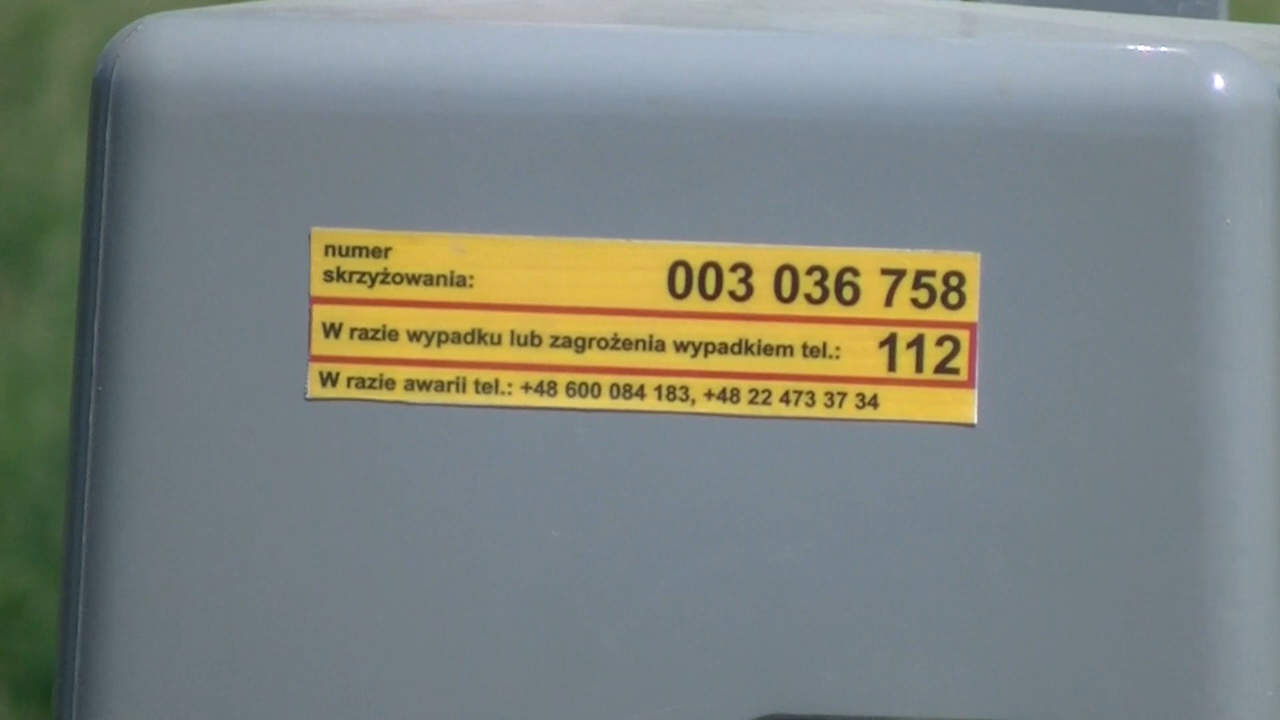 numer
skrzyżowania:
003 036 758
W razie wypadku lub zagrożenia wypadkiem tel.: 112
W razie awarii tel.: +48 600 084 183, +48 22 473 37 34